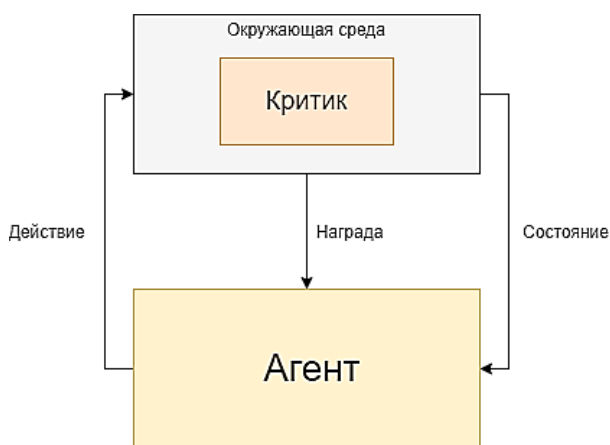 Окружающая среда
Критик
Действие
Награда
Состояние
Агент